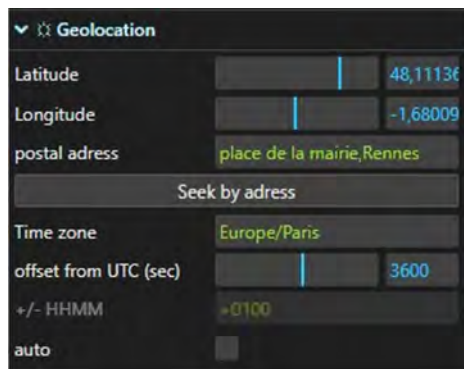 Geolocation
Latitude 48,11136
Longitude -1,68009
postal adress place de la mairie,Rennes
Seek by adress
Time zone Europe/Paris
offset from UTC (sec) 3600
+/- HHMM +0100
auto